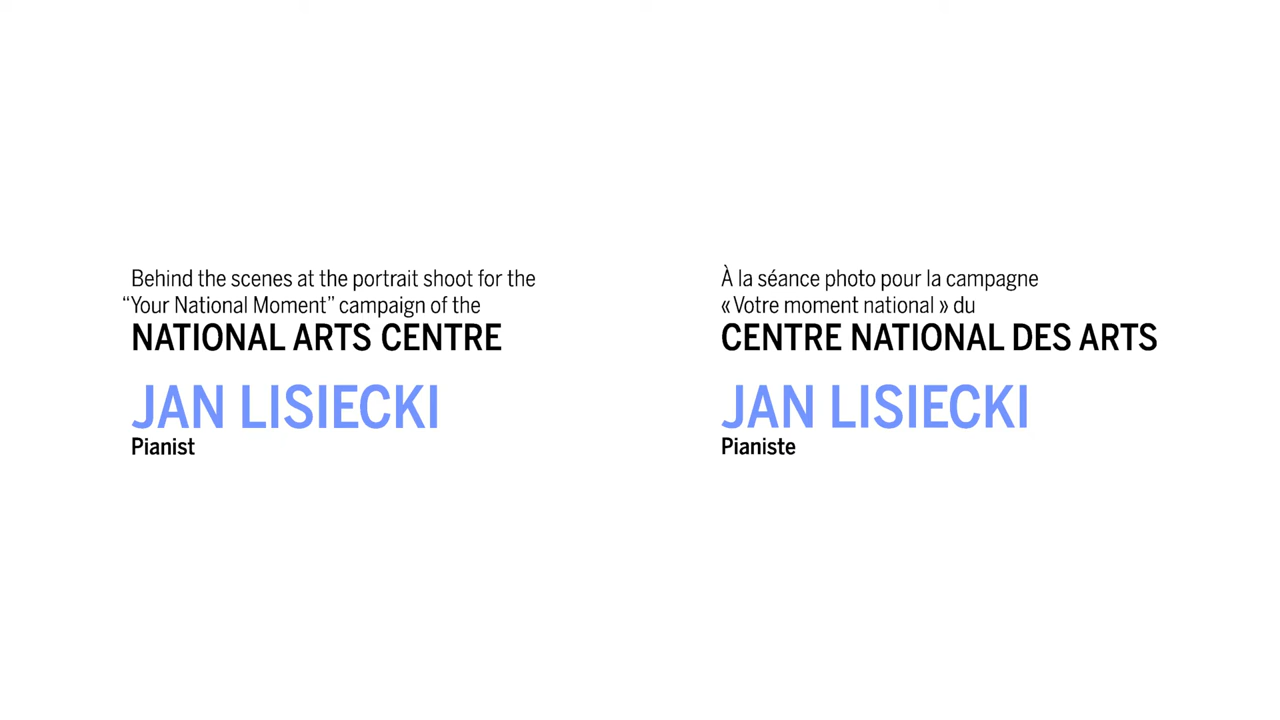 Behind the scenes at the portrait shoot for the
“Your National Moment” campaign of the
NATIONAL ARTS CENTRE
JAN LISIECKI
Pianist
À la séance photo pour la campagne
« Votre moment national » du
CENTRE NATIONAL DES ARTS
JAN LISIECKI
Pianiste